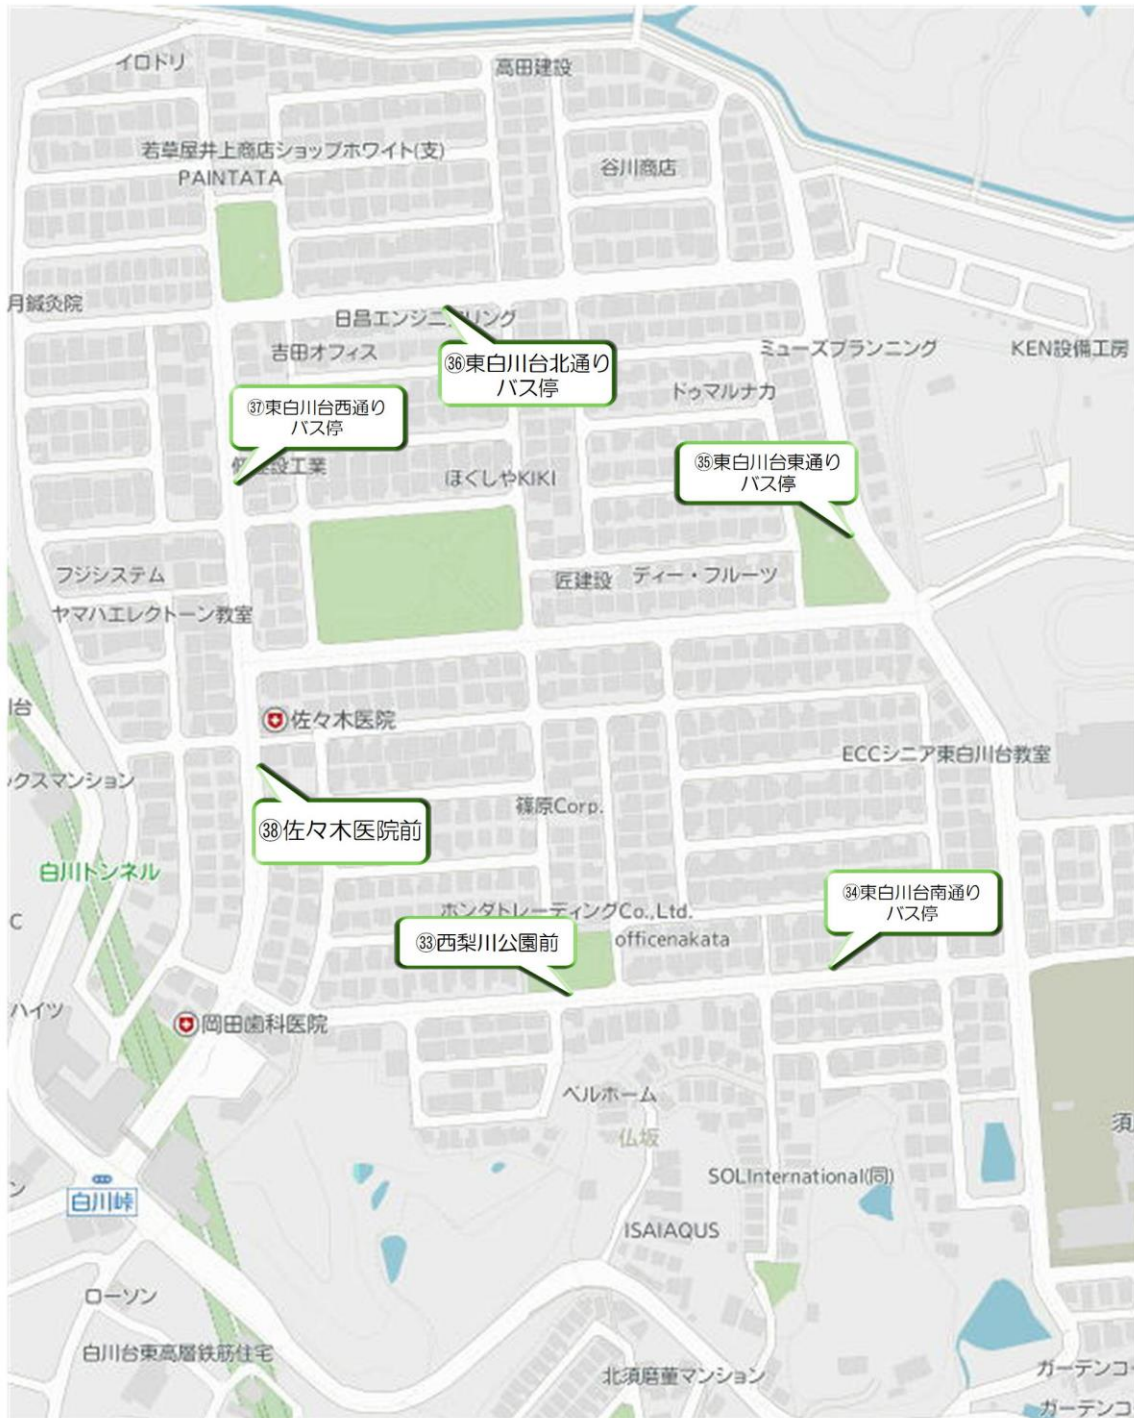 イロドリ
高田建設
若草屋井上商店ショップホワイト(支)
PAINTATA
谷川商店
月鍼灸院
日昌エンジニアリング
吉田オフィス
㊱東白川台北通り
バス停
ミューズプランニング
KEN設備工房
ドゥマルナカ
㊲東白川台西通り
バス停
建設工業
ほぐしやKIKI
㉟東白川台東通り
バス停
フジシステム
匠建設
ディー・フルーツ
ヤマハエレクトーン教室
川台
佐々木医院
ECCシニア東白川台教室
ックスマンション
篠原Corp.
㊳佐々木医院前
白川トンネル
㉞東白川台南通り
バス停
C
ホンダトレーディングCo.,Ltd.
officenakata
㉝西梨川公園前
ハイツ
岡田歯科医院
ベルホーム
仏坂
須
SOLInternational(同)
ン
白川峠
ISAIAQUS
ローソン
白川台東高層鉄筋住宅
北須磨菫マンション
ガーデンコー
ガーデンコ